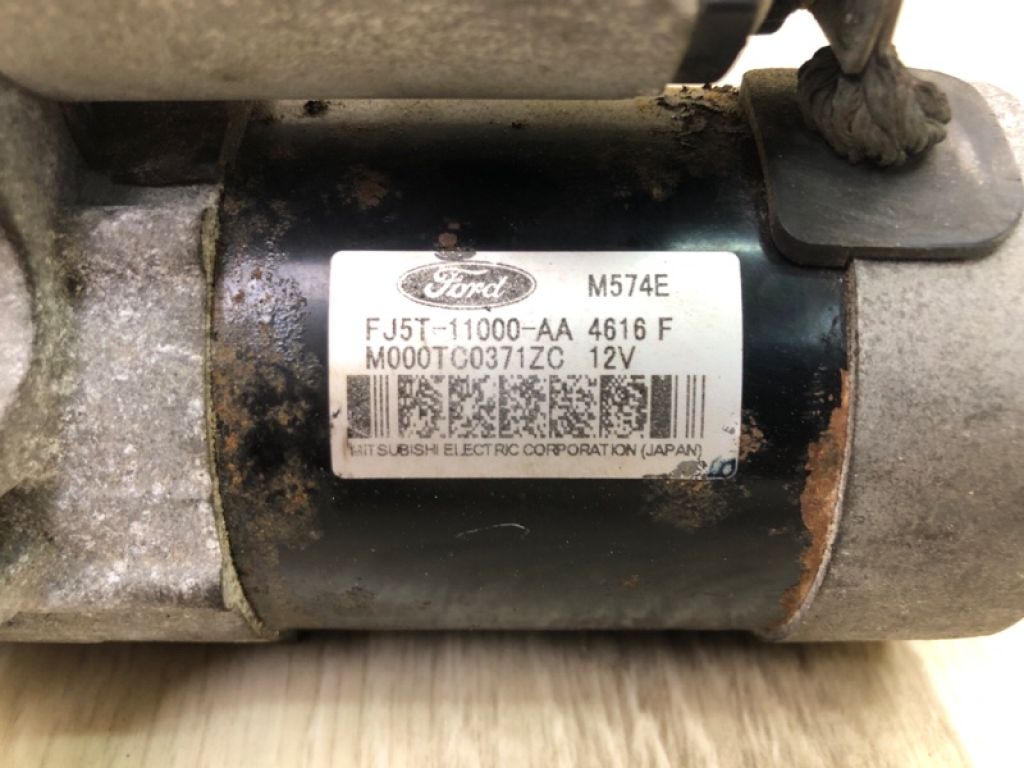 Ford M574E
FJ5T-11000-AA 4616 F
M000TC0371ZC 12V
MITSUBISHI ELECTRIC CORPORATION (JAPAN)